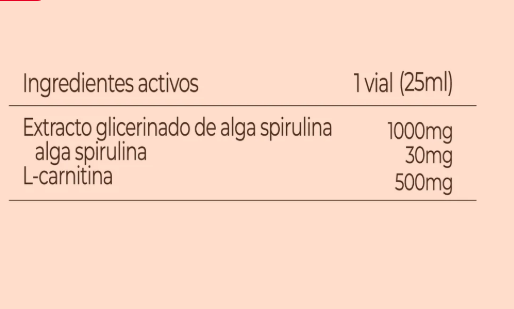 Ingredientes activos 1 vial (25ml)
Extracto glicerinado de alga spirulina 1000mg
alga spirulina 30mg
L-carnitina 500mg